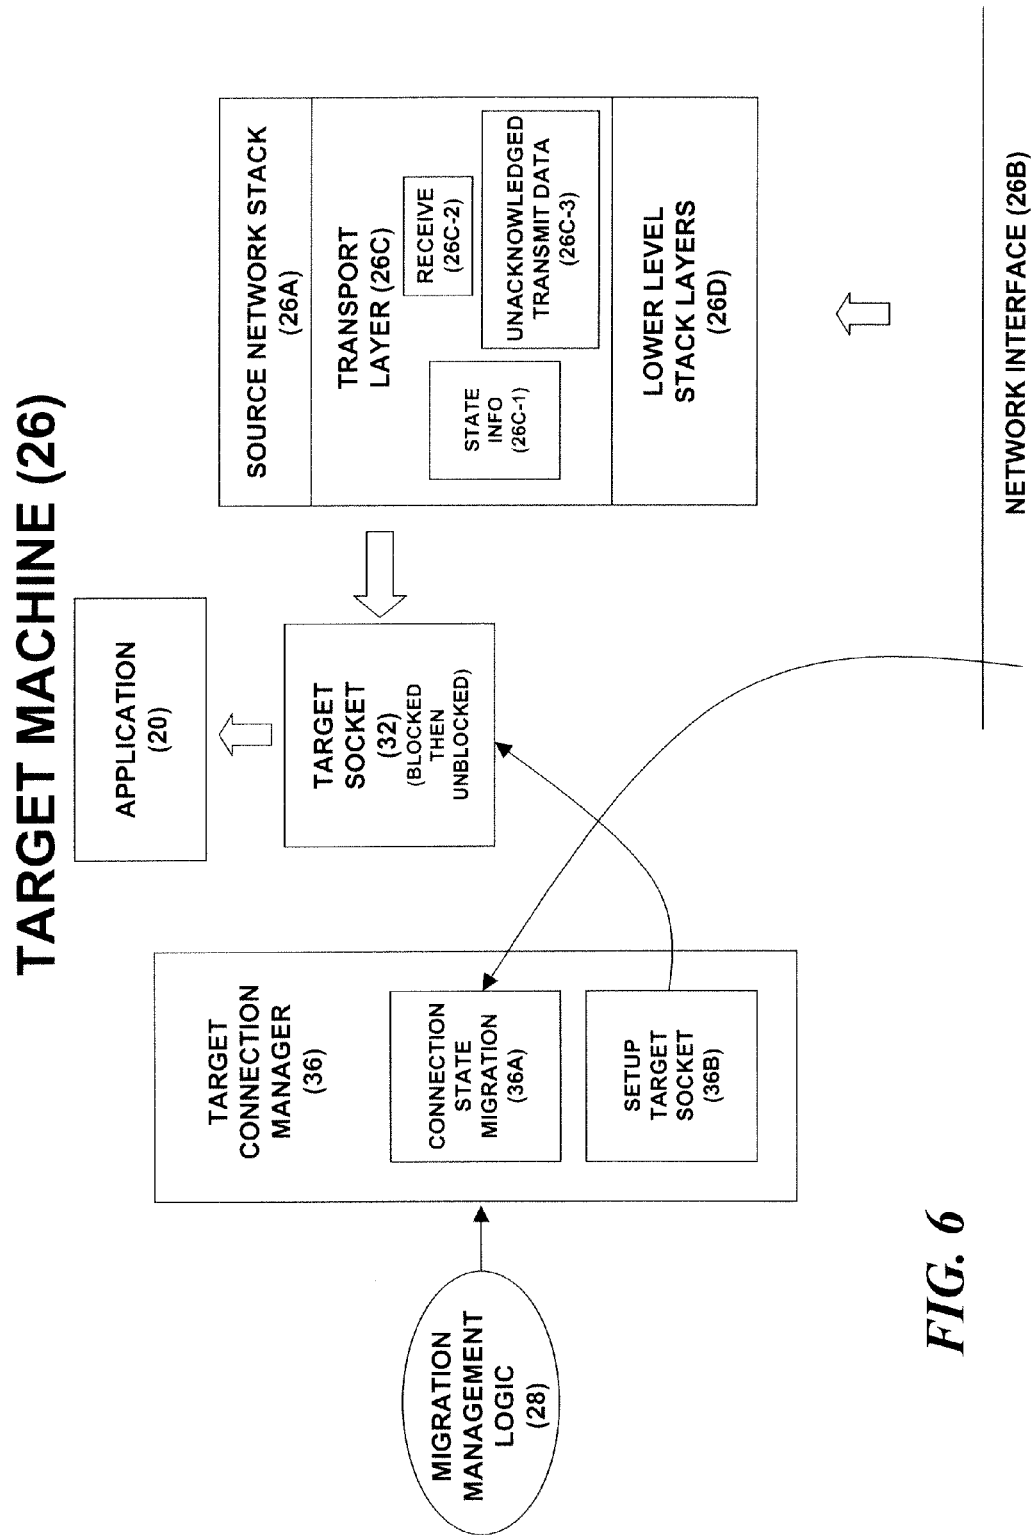 TARGET MACHINE (26)
MIGRATION
MANAGEMENT
LOGIC
(28)
TARGET
CONNECTION
MANAGER
(36)
CONNECTION
STATE
MIGRATION
(36A)
SETUP
TARGET
SOCKET
(36B)
APPLICATION
(20)
TARGET
SOCKET
(32)
(BLOCKED
THEN
UNBLOCKED)
SOURCE NETWORK STACK
(26A)
TRANSPORT
LAYER (26C)
STATE
INFO
(26C-1)
RECEIVE
(26C-2)
UNACKNOWLEDGED
TRANSMIT DATA
(26C-3)
LOWER LEVEL
STACK LAYERS
(26D)
NETWORK INTERFACE (26B)
FIG. 6